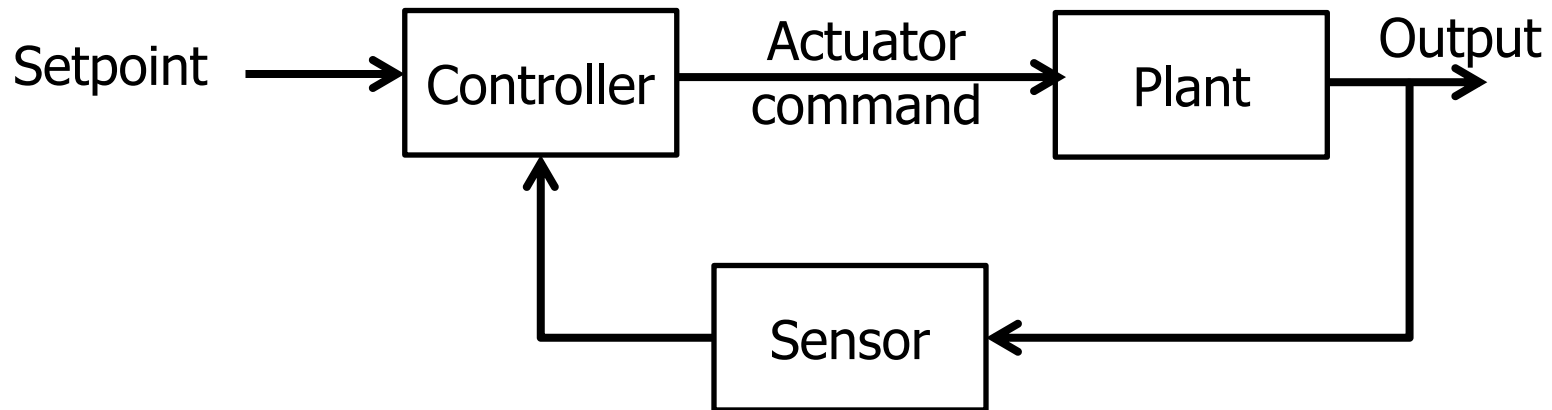 Setpoint
Controller
Actuator
command
Plant
Output
Sensor